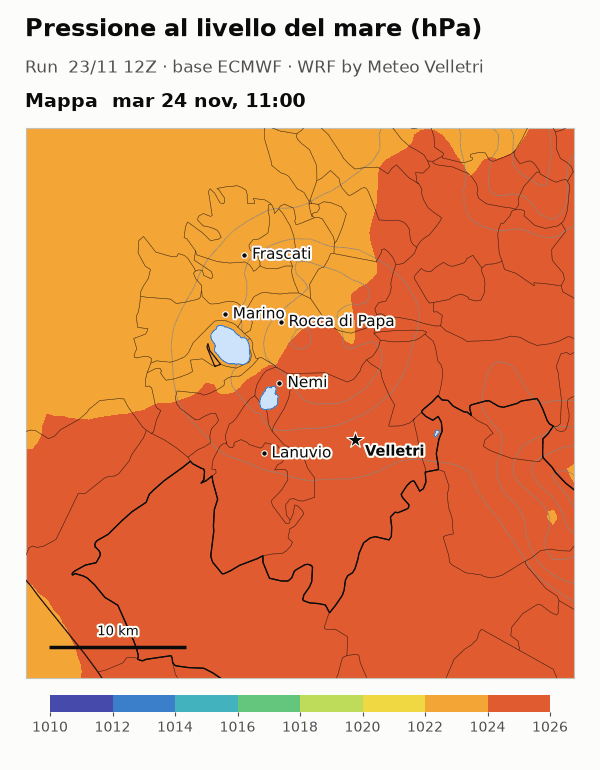 Pressione al livello del mare (hPa)
Run  23/11 12Z · base ECMWF · WRF by Meteo Velletri
Mappa  mar 24 nov, 11:00
Frascati
Marino
Rocca di Papa
Nemi
Velletri
Lanuvio
10 km
1010 1012 1014 1016 1018 1020 1022 1024 1026